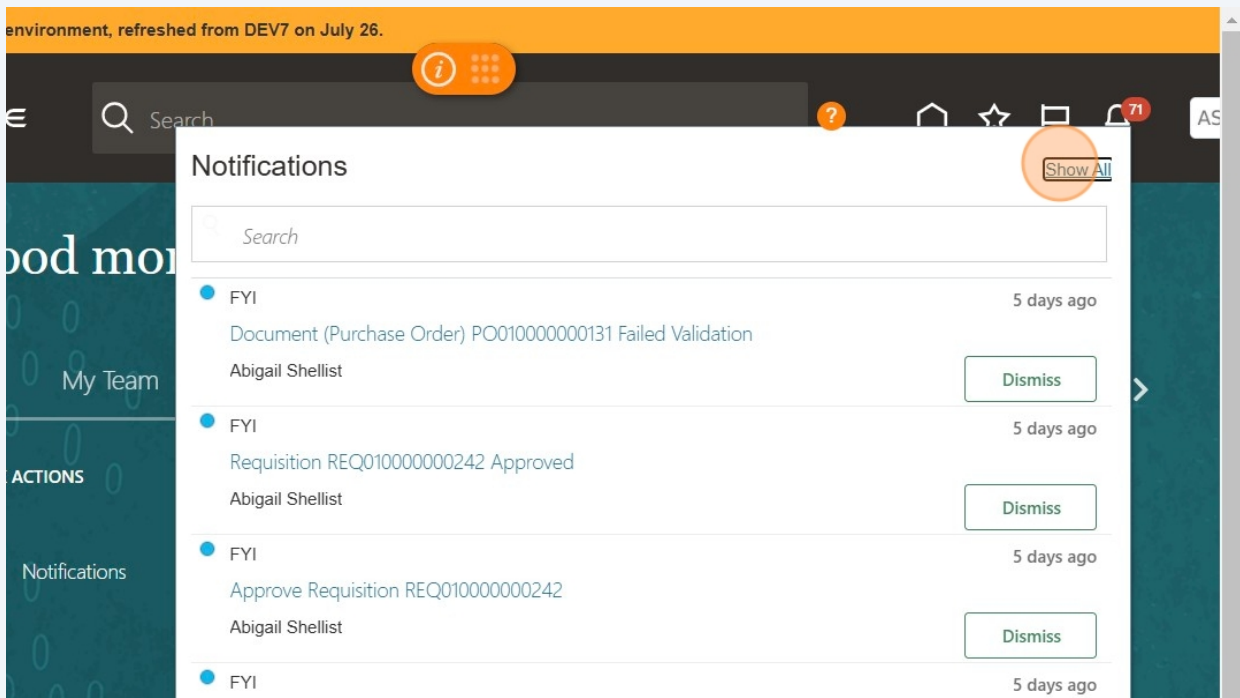 environment, refreshed from DEV7 on July 26.
i
Search
?
71
AS
Notifications
Show All
Search
FYI
5 days ago
Document (Purchase Order) PO010000000131 Failed Validation
Abigail Shellist
Dismiss
FYI
5 days ago
Requisition REQ010000000242 Approved
Abigail Shellist
Dismiss
FYI
5 days ago
Approve Requisition REQ010000000242
Abigail Shellist
Dismiss
FYI
5 days ago
ood mor
My Team
ACTIONS
Notifications